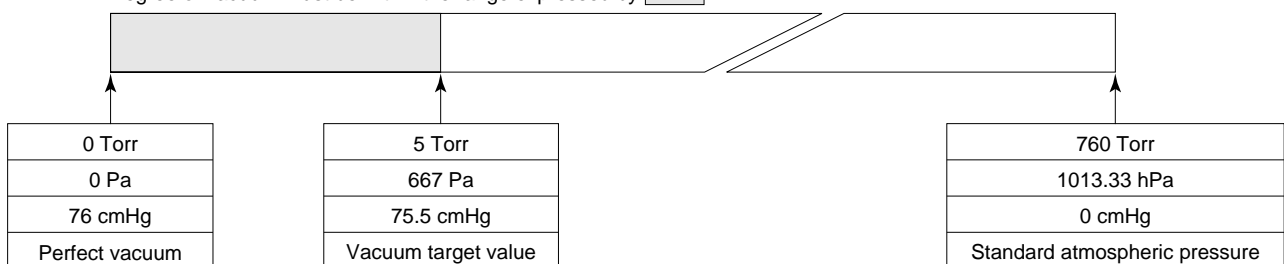 0 Torr
0 Pa
76 cmHg
Perfect vacuum
5 Torr
667 Pa
75.5 cmHg
Vacuum target value
760 Torr
1013.33 hPa
0 cmHg
Standard atmospheric pressure